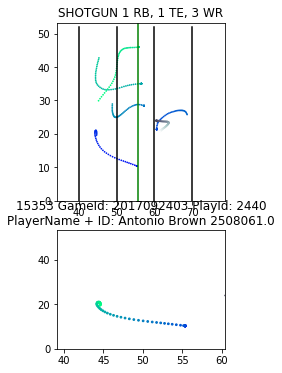 SHOTGUN 1 RB, 1 TE, 3 WR
50
40
30
20
10
0
40 50 60 70
15353 GameId: 2017092403 PlayId: 2440
PlayerName + ID: Antonio Brown 2508061.0
40
20
0
40 45 50 55 60